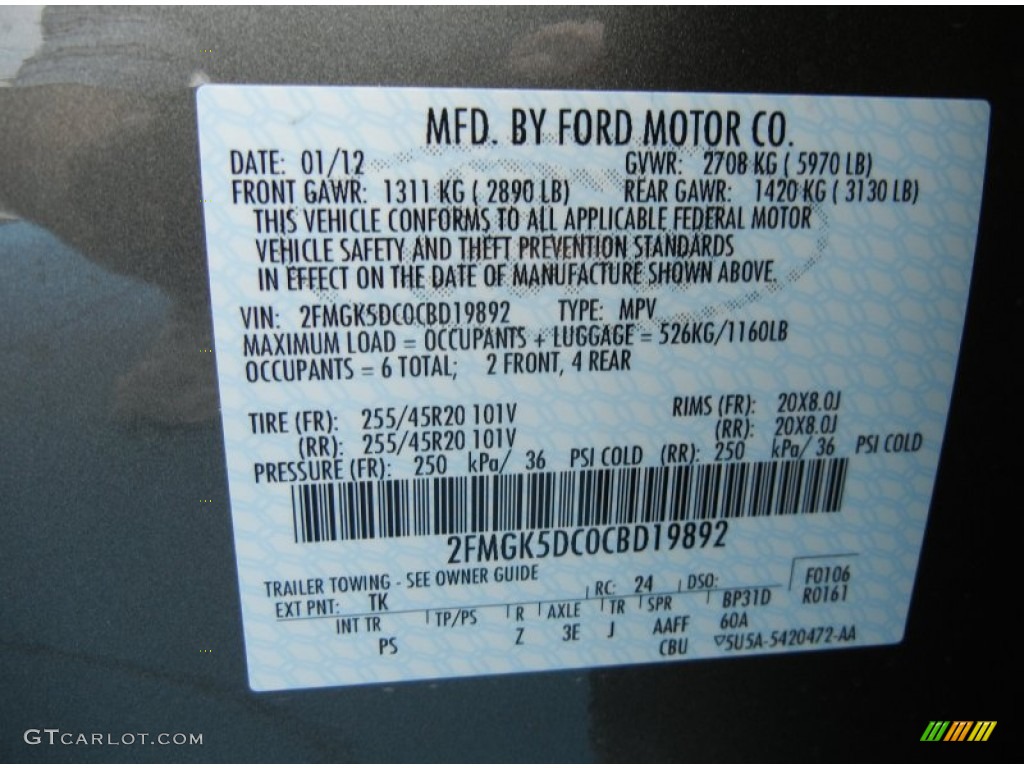 MFD. BY FORD MOTOR CO.
DATE: 01/12 GVWR: 2708 KG ( 5970 LB)
FRONT GAWR: 1311 KG ( 2890 LB) REAR GAWR: 1420 KG ( 3130 LB)
THIS VEHICLE CONFORMS TO ALL APPLICABLE FEDERAL MOTOR
VEHICLE SAFETY AND THEFT PREVENTION STANDARDS
IN EFFECT ON THE DATE OF MANUFACTURE SHOWN ABOVE.
VIN: 2FMGK5DC0CBD19892 TYPE: MPV
MAXIMUM LOAD = OCCUPANTS + LUGGAGE = 526KG/1160LB
OCCUPANTS = 6 TOTAL; 2 FRONT, 4 REAR
TIRE (FR): 255/45R20 101V RIMS (FR): 20X8.0J
(RR): 255/45R20 101V (RR): 20X8.0J
PRESSURE (FR): 250 kPa/ 36 PSI COLD (RR): 250 kPa/ 36 PSI COLD
2FMGK5DC0CBD19892
TRAILER TOWING - SEE OWNER GUIDE RC: 24 DSO: F0106
EXT PNT: TK R0161
INT TR TP/PS R AXLE TR SPR BP31D
PS Z 3E J AAFF 60A
CBU ▽5U5A-5420472-AA
GTCARLOT.COM